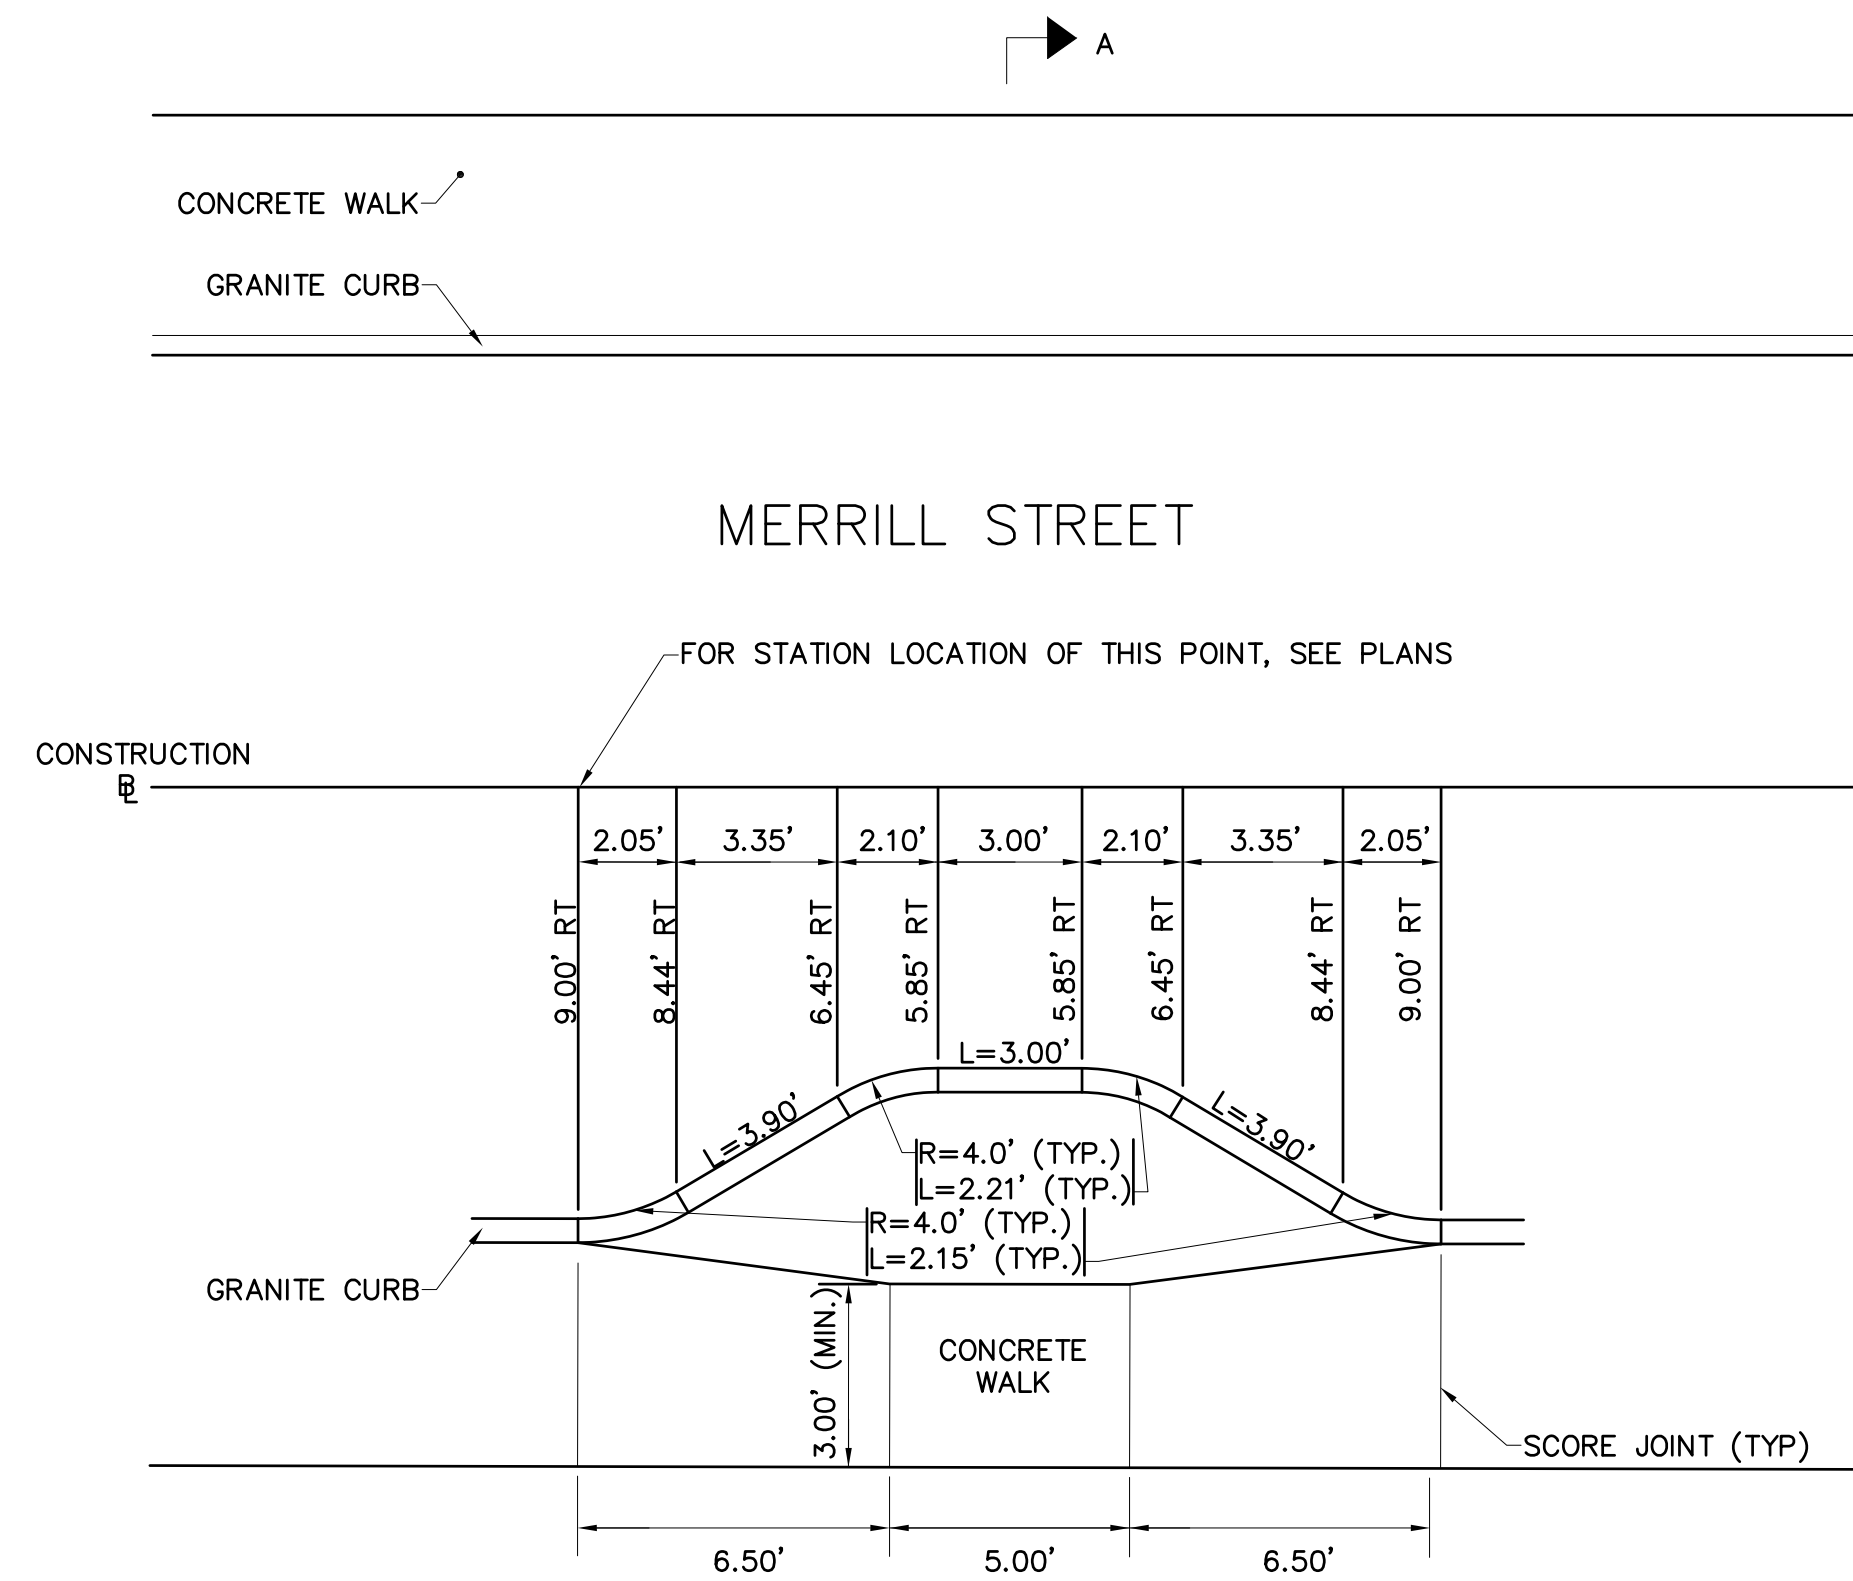 A
CONCRETE WALK
GRANITE CURB
MERRILL STREET
FOR STATION LOCATION OF THIS POINT, SEE PLANS
CONSTRUCTION
BL
2.05' 3.35' 2.10' 3.00' 2.10' 3.35' 2.05'
9.00' RT
8.44' RT
6.45' RT
5.85' RT
5.85' RT
6.45' RT
8.44' RT
9.00' RT
L=3.00'
L=3.90'
L=3.90'
R=4.0' (TYP.)
L=2.21' (TYP.)
R=4.0' (TYP.)
L=2.15' (TYP.)
GRANITE CURB
3.00' (MIN.)
CONCRETE
WALK
SCORE JOINT (TYP)
6.50' 5.00' 6.50'